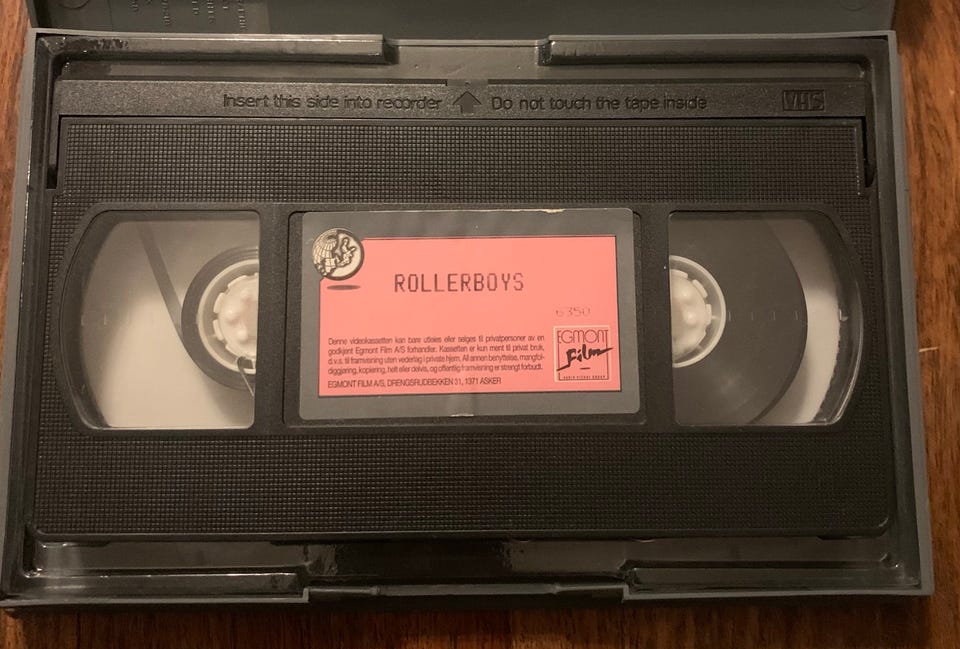 Insert this side into recorder Do not touch the tape inside VHS
ROLLERBOYS
6350
Denne videokassetten kan bare utleies eller selges til privatpersoner av en
godkjent Egmont Film A/S forhandler. Kassetten er kun ment til privat bruk,
d.v.s. til framvisning uten vederlag i private hjem. All annen benyttelse, mangfol-
diggjøring, kopiering, helt eller delvis, og offentlig framvisning er strengt forbudt.
EGMONT FILM A/S, DRENGSRUDBEKKEN 31, 1371 ASKER
EGMONT
Film